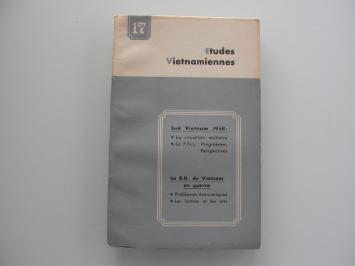 17
Etudes
Vietnamiennes
Sud Vietnam 1968:
• La situation militaire
• Le F.N.L.: Programme,
Perspectives
La R.D. du Vietnam
en guerre
• Problèmes économiques
• Les lettres et les arts